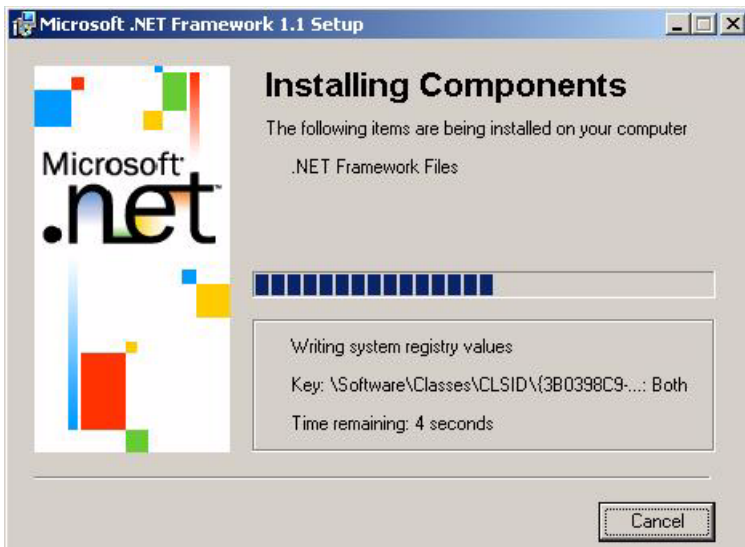 Microsoft .NET Framework 1.1 Setup
Installing Components
The following items are being installed on your computer
.NET Framework Files
Microsoft
.net
Writing system registry values
Key: \Software\Classes\CLSID\{3B0398C9-...: Both
Time remaining: 4 seconds
Cancel